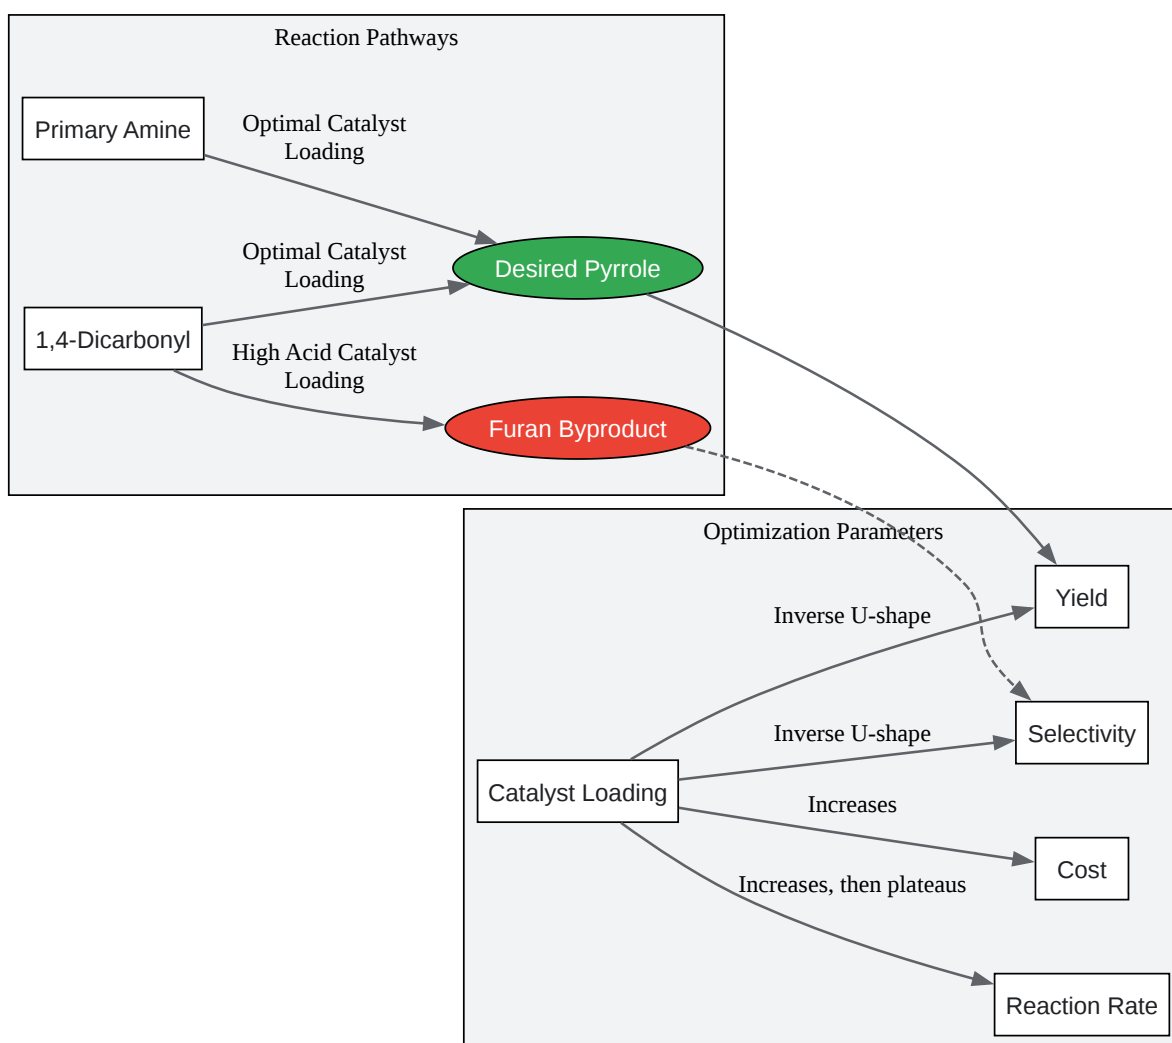 Reaction Pathways
Primary Amine
Optimal Catalyst
Loading
Optimal Catalyst
Loading
Desired Pyrrole
1,4-Dicarbonyl
High Acid Catalyst
Loading
Furan Byproduct
Optimization Parameters
Yield
Inverse U-shape
Selectivity
Inverse U-shape
Catalyst Loading
Increases
Cost
Increases, then plateaus
Reaction Rate